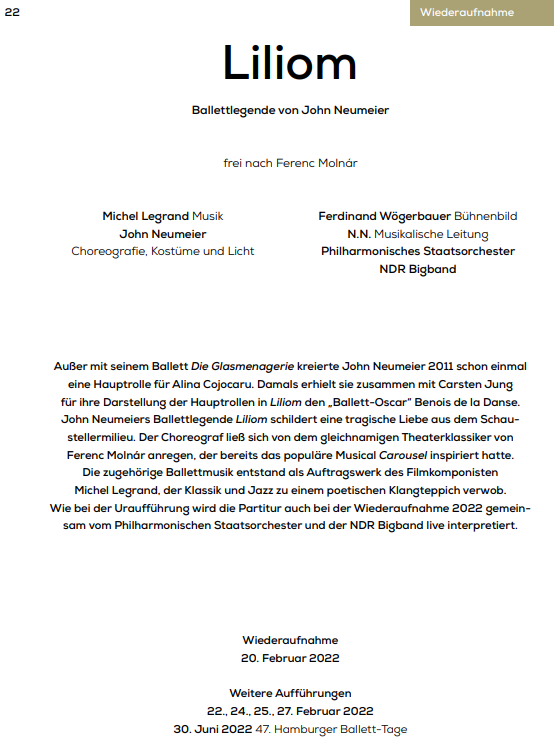 22
Wiederaufnahme
Liliom
Ballettlegende von John Neumeier
frei nach Ferenc Molnár
Michel Legrand Musik
John Neumeier
Choreografie, Kostüme und Licht
Ferdinand Wögerbauer Bühnenbild
N.N. Musikalische Leitung
Philharmonisches Staatsorchester
NDR Bigband
Außer mit seinem Ballett Die Glasmenagerie kreierte John Neumeier 2011 schon einmal
eine Hauptrolle für Alina Cojocaru. Damals erhielt sie zusammen mit Carsten Jung
für ihre Darstellung der Hauptrollen in Liliom den „Ballett-Oscar” Benois de la Danse.
John Neumeiers Ballettlegende Liliom schildert eine tragische Liebe aus dem Schau-
stellermilieu. Der Choreograf ließ sich von dem gleichnamigen Theaterklassiker von
Ferenc Molnár anregen, der bereits das populäre Musical Carousel inspiriert hatte.
Die zugehörige Ballettmusik entstand als Auftragswerk des Filmkomponisten
Michel Legrand, der Klassik und Jazz zu einem poetischen Klangteppich verwob.
Wie bei der Uraufführung wird die Partitur auch bei der Wiederaufnahme 2022 gemein-
sam vom Philharmonischen Staatsorchester und der NDR Bigband live interpretiert.
Wiederaufnahme
20. Februar 2022
Weitere Aufführungen
22., 24., 25., 27. Februar 2022
30. Juni 2022 47. Hamburger Ballett-Tage